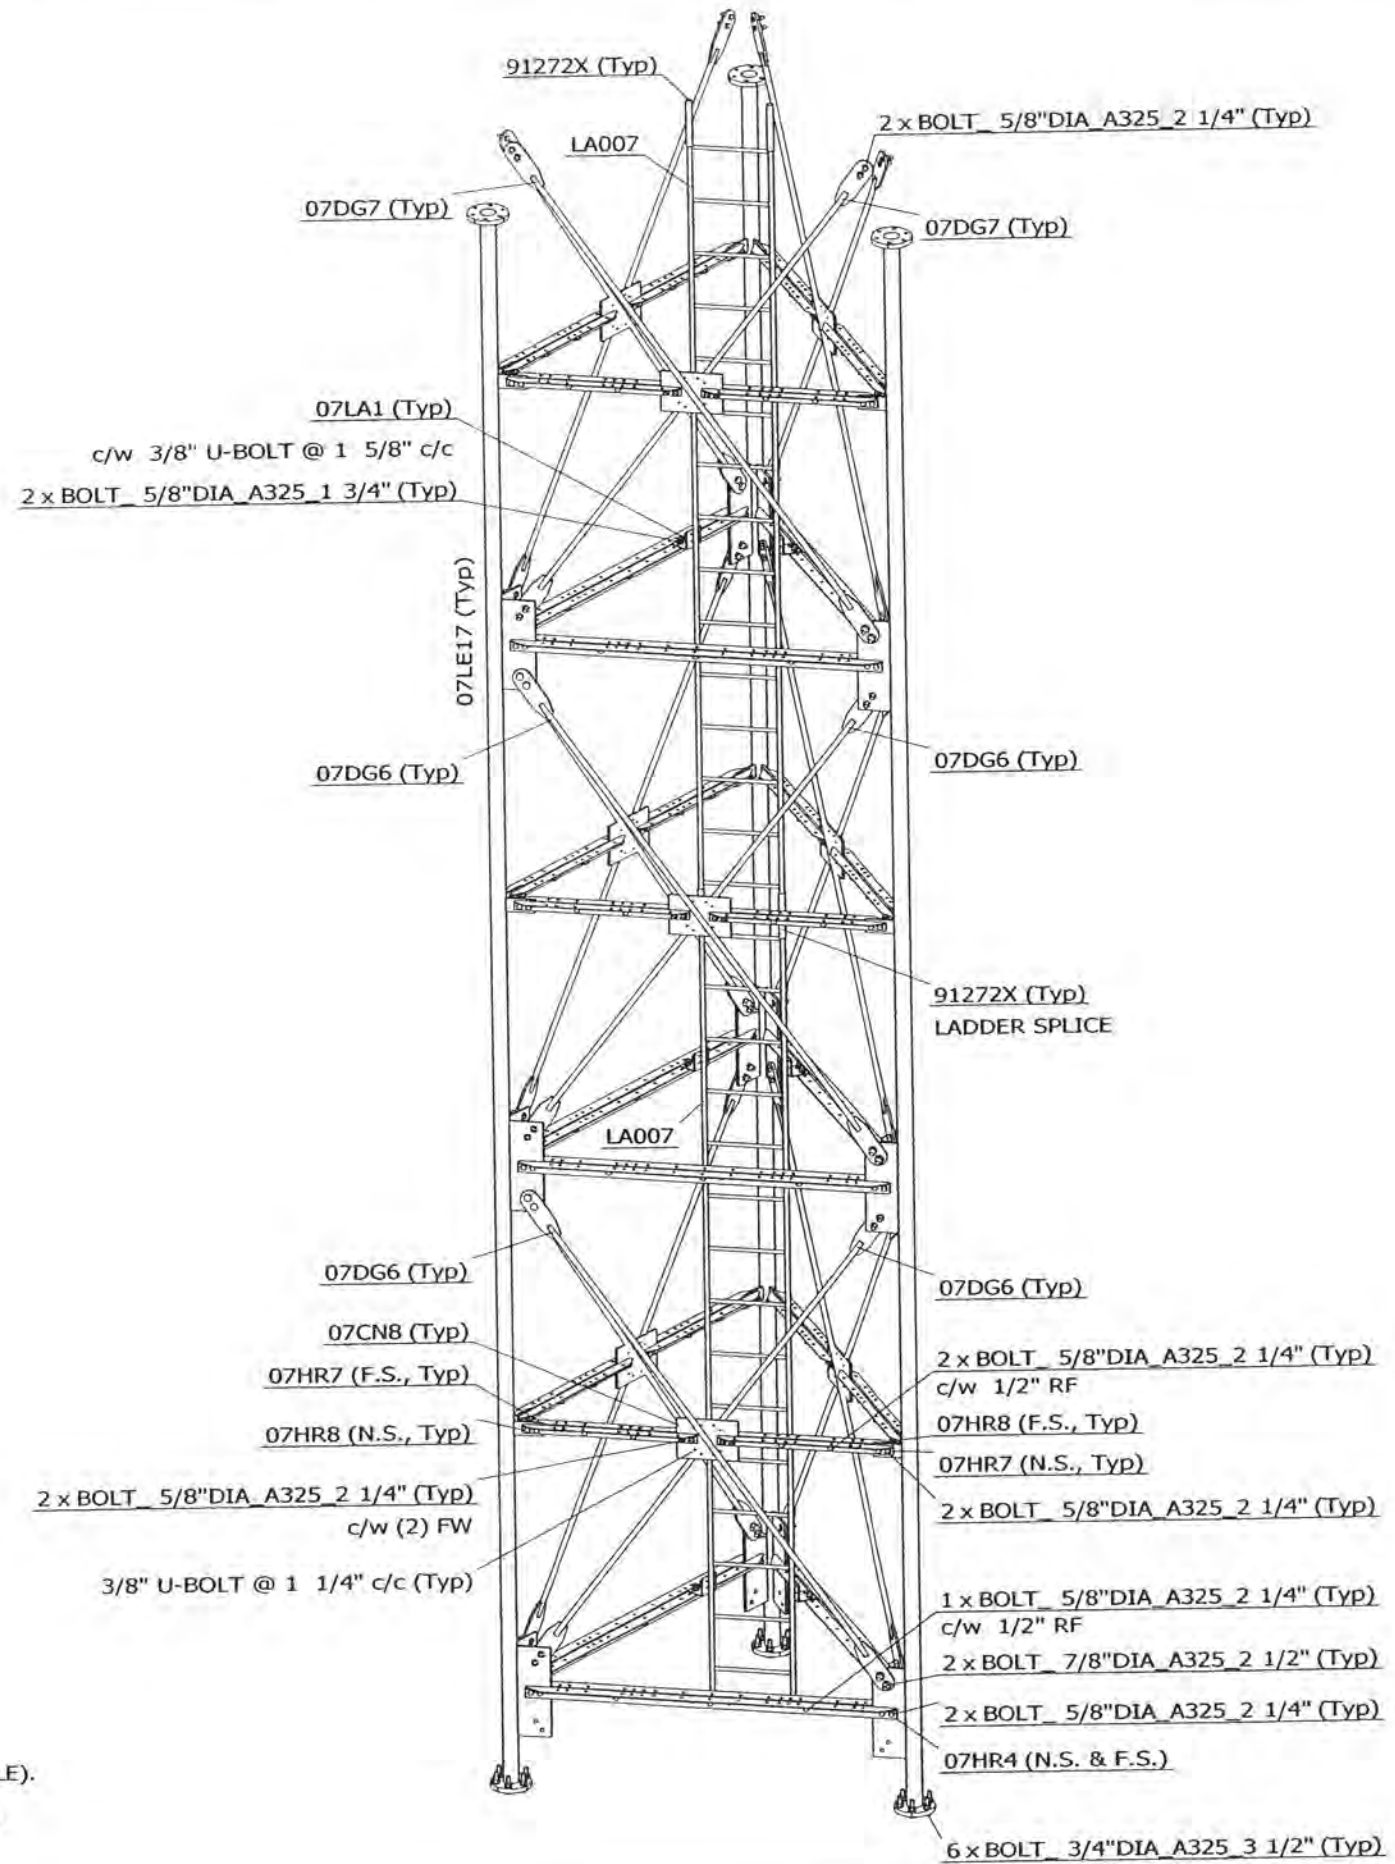 91272X (Typ)
2 x BOLT_ 5/8"DIA_A325_2 1/4" (Typ)
LA007
07DG7 (Typ)
07DG7 (Typ)
07LA1 (Typ)
c/w 3/8" U-BOLT @ 1 5/8" c/c
2 x BOLT_ 5/8"DIA_A325_1 3/4" (Typ)
07LE17 (Typ)
07DG6 (Typ)
07DG6 (Typ)
91272X (Typ)
LADDER SPLICE
LA007
07DG6 (Typ)
07DG6 (Typ)
07CN8 (Typ)
07HR7 (F.S., Typ)
07HR8 (N.S., Typ)
2 x BOLT_ 5/8"DIA_A325_2 1/4" (Typ)
c/w (2) FW
3/8" U-BOLT @ 1 1/4" c/c (Typ)
2 x BOLT_ 5/8"DIA_A325_2 1/4" (Typ)
c/w 1/2" RF
07HR8 (F.S., Typ)
07HR7 (N.S., Typ)
2 x BOLT_ 5/8"DIA_A325_2 1/4" (Typ)
1 x BOLT_ 5/8"DIA_A325_2 1/4" (Typ)
c/w 1/2" RF
2 x BOLT_ 7/8"DIA_A325_2 1/2" (Typ)
2 x BOLT_ 5/8"DIA_A325_2 1/4" (Typ)
07HR4 (N.S. & F.S.)
LE).
6 x BOLT_ 3/4"DIA_A325_3 1/2" (Typ)